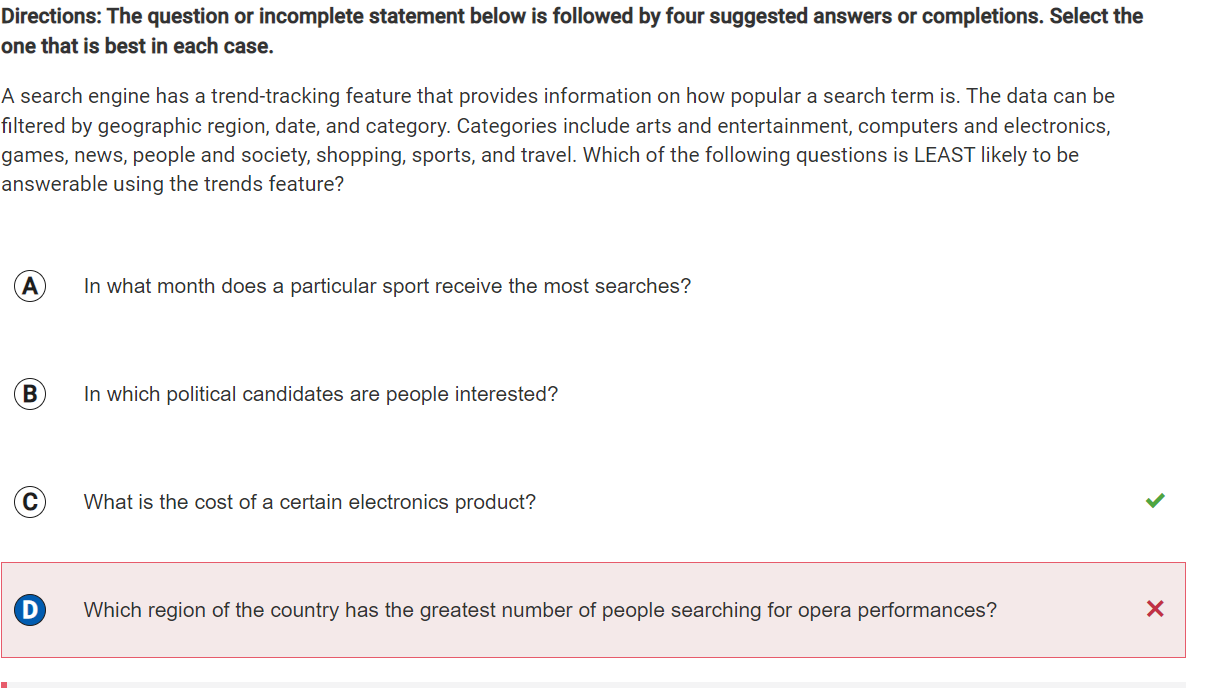 Directions: The question or incomplete statement below is followed by four suggested answers or completions. Select the
one that is best in each case.
A search engine has a trend-tracking feature that provides information on how popular a search term is. The data can be
filtered by geographic region, date, and category. Categories include arts and entertainment, computers and electronics,
games, news, people and society, shopping, sports, and travel. Which of the following questions is LEAST likely to be
answerable using the trends feature?
A In what month does a particular sport receive the most searches?
B In which political candidates are people interested?
C What is the cost of a certain electronics product?
D Which region of the country has the greatest number of people searching for opera performances?